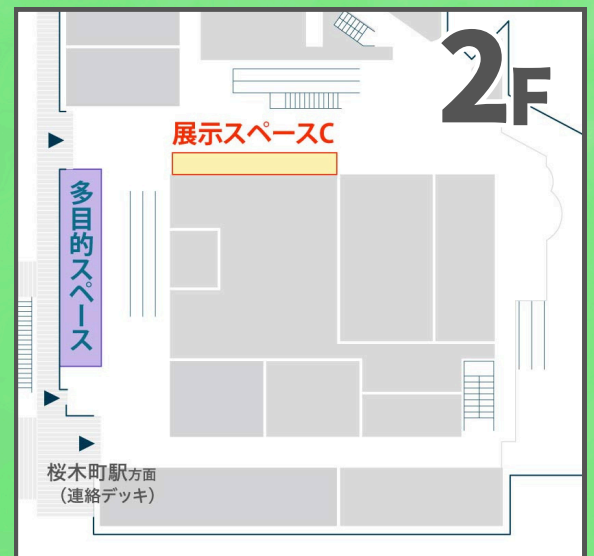 2F
展示スペースC
多目的スペース
桜木町駅方面
（連絡デッキ）